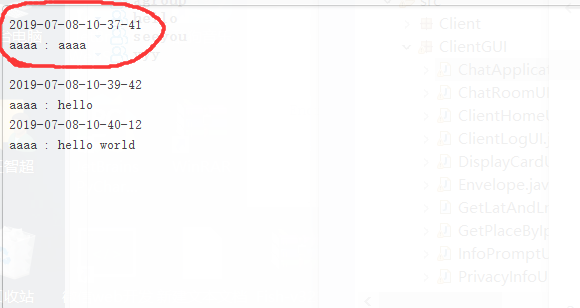 2019-07-08-10-37-41
aaaa : aaaa
2019-07-08-10-39-42
aaaa : hello
2019-07-08-10-40-12
aaaa : hello world
Client
ClientGUI
ChatApplica
ChatRoomUI
ClientHomeI
ClientLogUI.j
DisplayCardU
Envelope.jav
GetLatAndLn
GetPlaceByIp
InfoPromptU
PrivacyInfoU